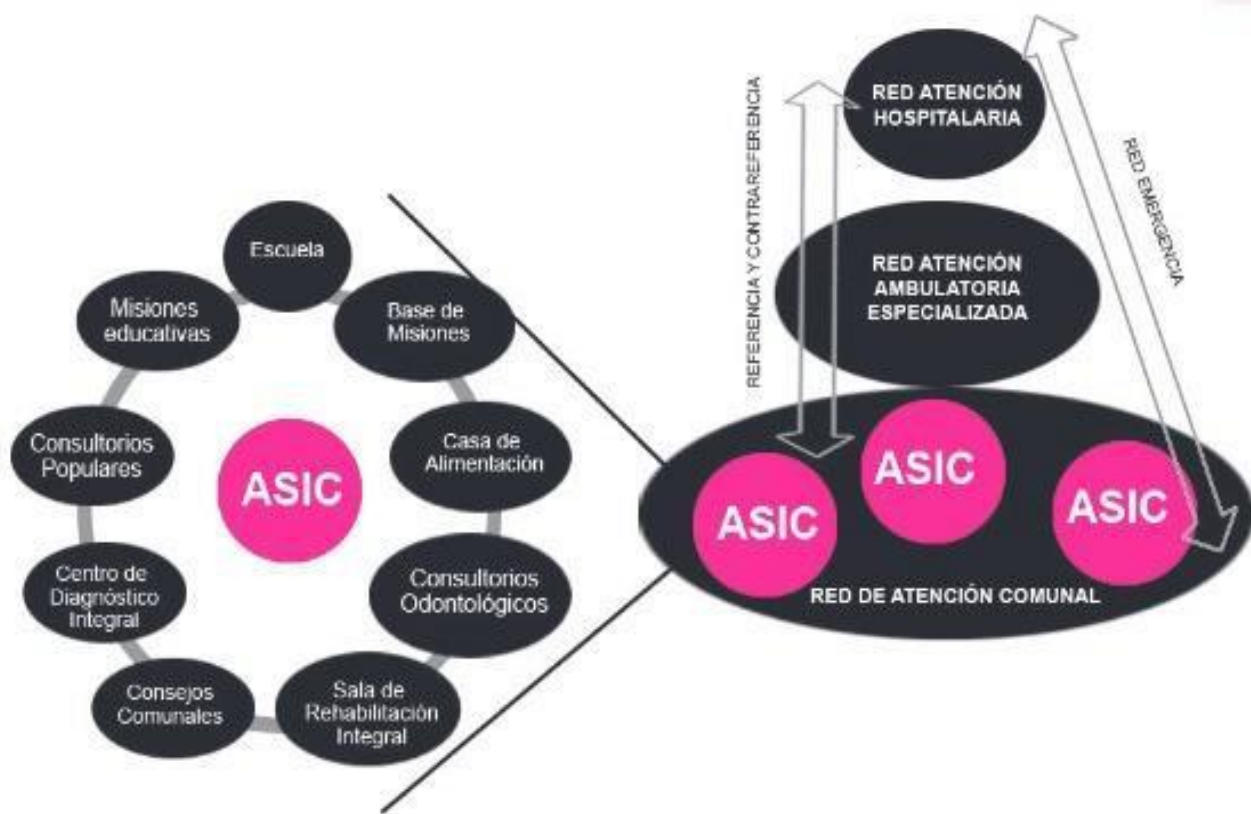 Escuela
Base de
Misiones
Casa de
Alimentación
Consultorios
Odontológicos
Sala de
Rehabilitación
Integral
Consejos
Comunales
Centro de
Diagnóstico
Integral
Consultorios
Populares
Misiones
educativas
ASIC
RED ATENCIÓN
HOSPITALARIA
RED ATENCIÓN
AMBULATORIA
ESPECIALIZADA
REFERENCIA Y CONTRAREFERENCIA
RED EMERGENCIA
ASIC
ASIC
ASIC
RED DE ATENCIÓN COMUNAL